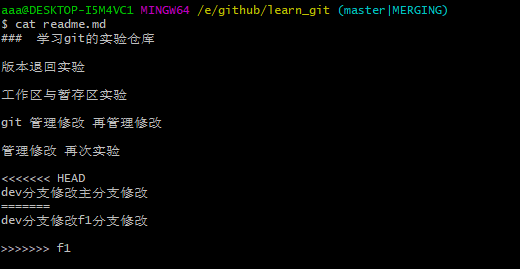 aaa@DESKTOP-I5M4VC1 MINGW64 /e/github/learn_git (master|MERGING)
$ cat readme.md
###  学习git的实验仓库
版本退回实验
工作区与暂存区实验
git 管理修改 再管理修改
管理修改 再次实验
<<<<<<< HEAD
dev分支修改主分支修改
=======
dev分支修改f1分支修改
>>>>>>> f1